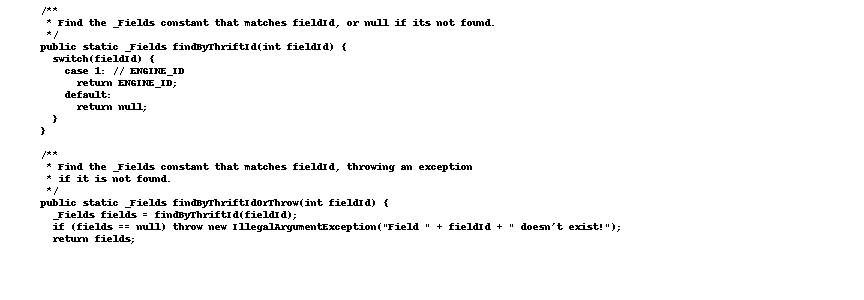 /**
* Find the _Fields constant that matches fieldId, or null if its not found.
*/
public static _Fields findByThriftId(int fieldId) {
switch(fieldId) {
case 1: // ENGINE_ID
return ENGINE_ID;
default:
return null;
}
}
/**
* Find the _Fields constant that matches fieldId, throwing an exception
* if it is not found.
*/
public static _Fields findByThriftIdOrThrow(int fieldId) {
_Fields fields = findByThriftId(fieldId);
if (fields == null) throw new IllegalArgumentException("Field " + fieldId + " doesn't exist!");
return fields;